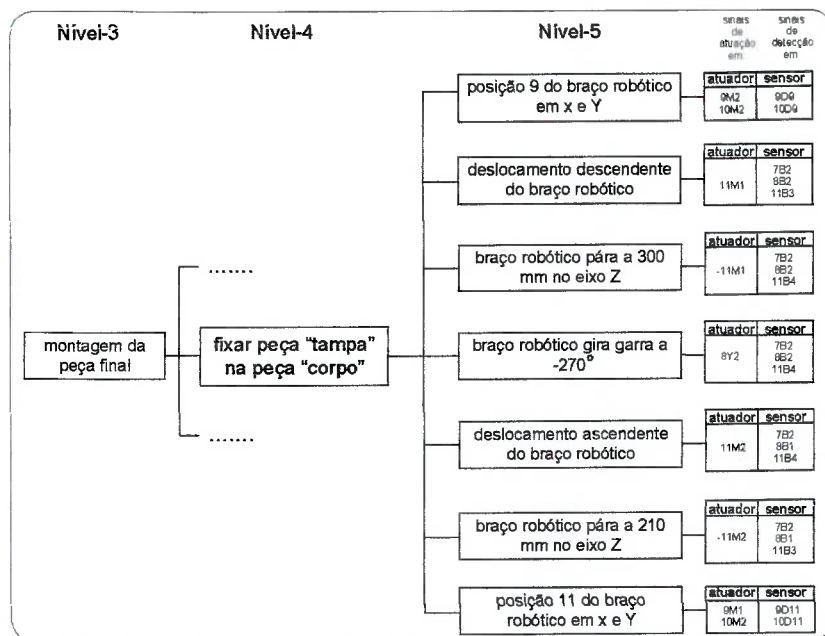 Nível-3
Nível-4
Nível-5
sinais
de
atuação
em
sinais
de
detecção
em
posição 9 do braço robótico
em x e Y
atuador sensor
9M2 9D9
10M2 10D9
deslocamento descendente
do braço robótico
atuador sensor
7B2
11M1 8B2
11B3
braço robótico pára a 300
mm no eixo Z
atuador sensor
7B2
-11M1 8B2
11B4
.......
montagem da
peça final
fixar peça "tampa"
na peça "corpo"
braço robótico gira garra a
-270°
atuador sensor
7B2
8Y2 8B2
11B4
.......
deslocamento ascendente
do braço robótico
atuador sensor
7B2
11M2 8B1
11B4
braço robótico pára a 210
mm no eixo Z
atuador sensor
7B2
-11M2 8B1
11B3
posição 11 do braço
robótico em x e Y
atuador sensor
9M1 9D11
10M2 10D11